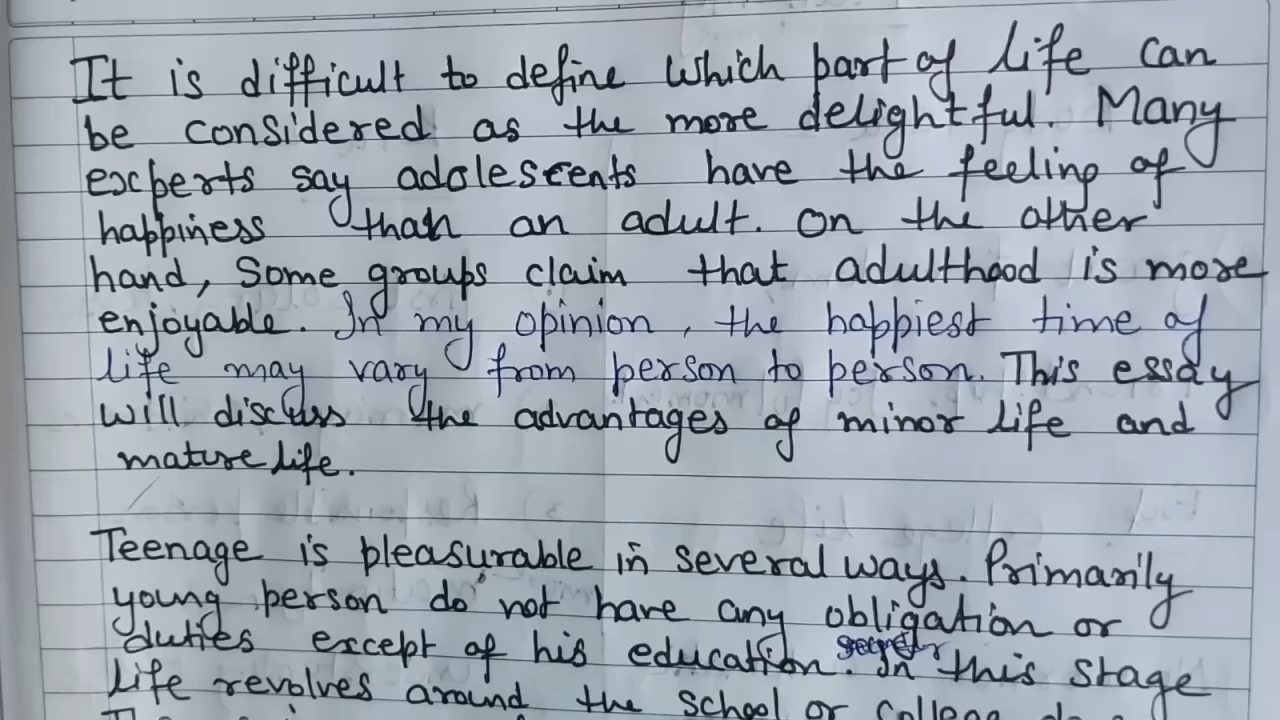 It is difficult to define which part of life can
be considered as the more delightful. Many
experts say adolescents have the feeling of
happiness than an adult. On the other
hand, Some groups claim that adulthood is more
enjoyable. In my opinion, the happiest time of
life may vary from person to person. This essay
will discuss the advantages of minor life and
mature life.
Teenage is pleasurable in several ways. Primarily
young person do not have any obligation or
duties except of his education. In this stage
life revolves around the school or college